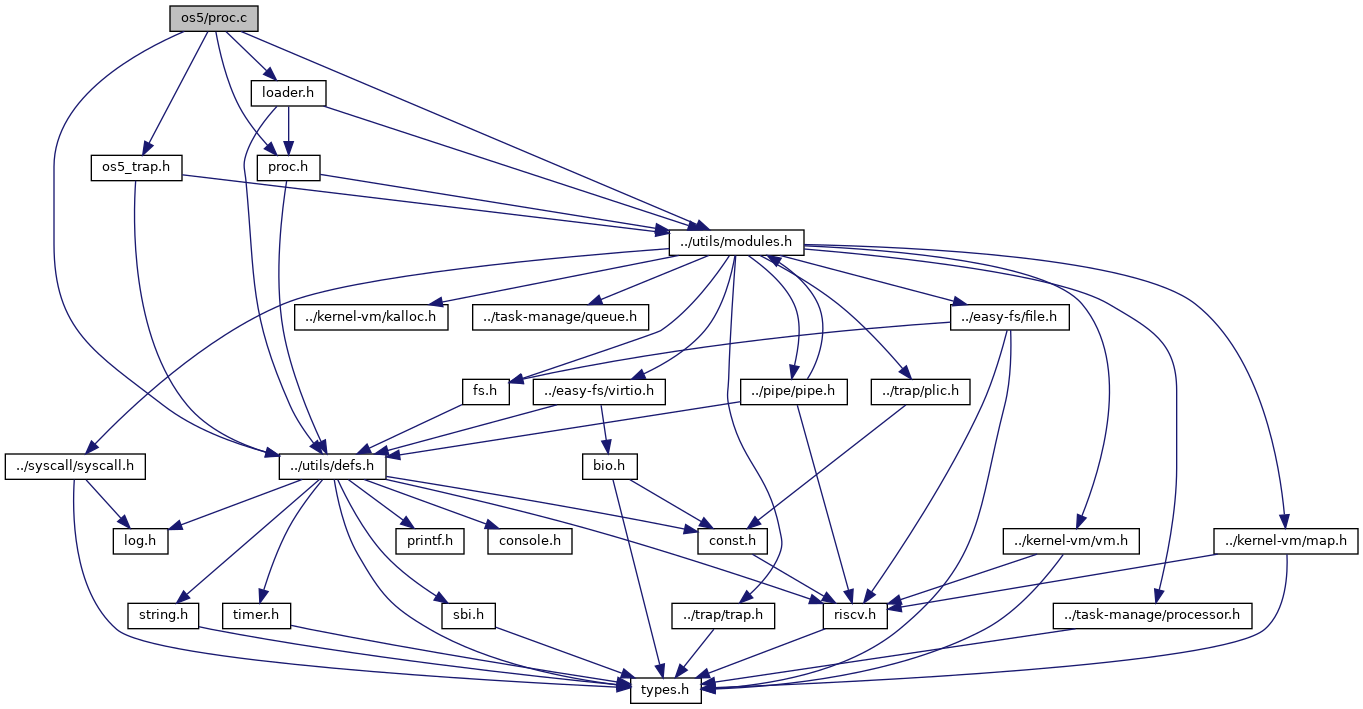 os5/proc.c
loader.h
os5_trap.h
proc.h
../utils/modules.h
../kernel-vm/kalloc.h
../task-manage/queue.h
../easy-fs/file.h
fs.h
../easy-fs/virtio.h
../pipe/pipe.h
../trap/plic.h
../syscall/syscall.h
../utils/defs.h
bio.h
log.h
printf.h
console.h
const.h
../kernel-vm/vm.h
../kernel-vm/map.h
string.h
timer.h
sbi.h
../trap/trap.h
riscv.h
../task-manage/processor.h
types.h